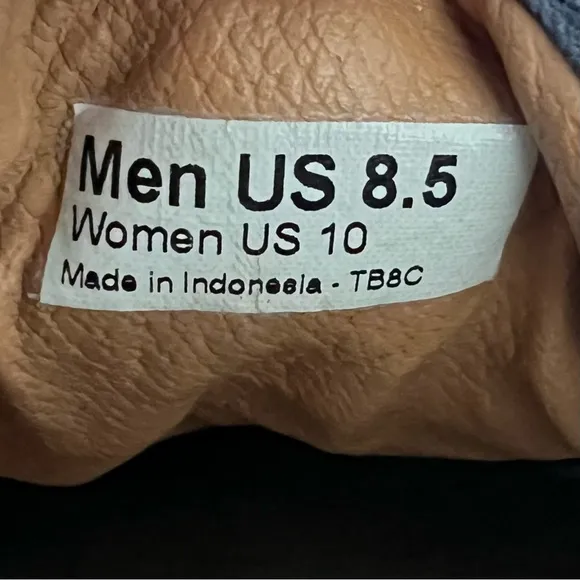 Men US 8.5
Women US 10
Made in Indonesia - TB8C